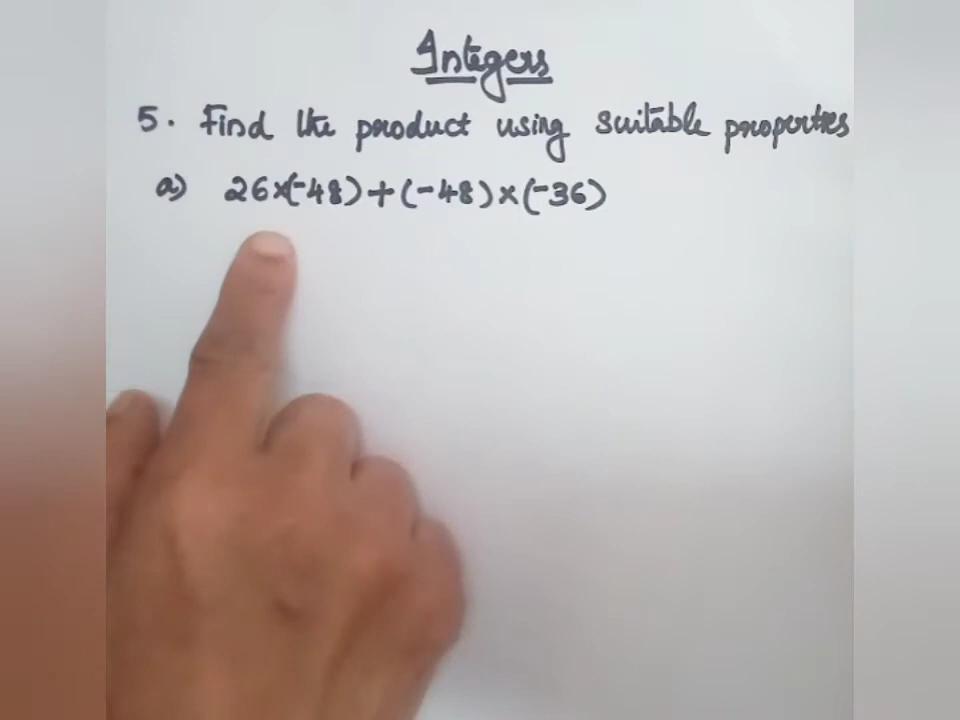 Integers
5. Find the product using suitable properties
a) 26×(-48)+(-48)×(-36)